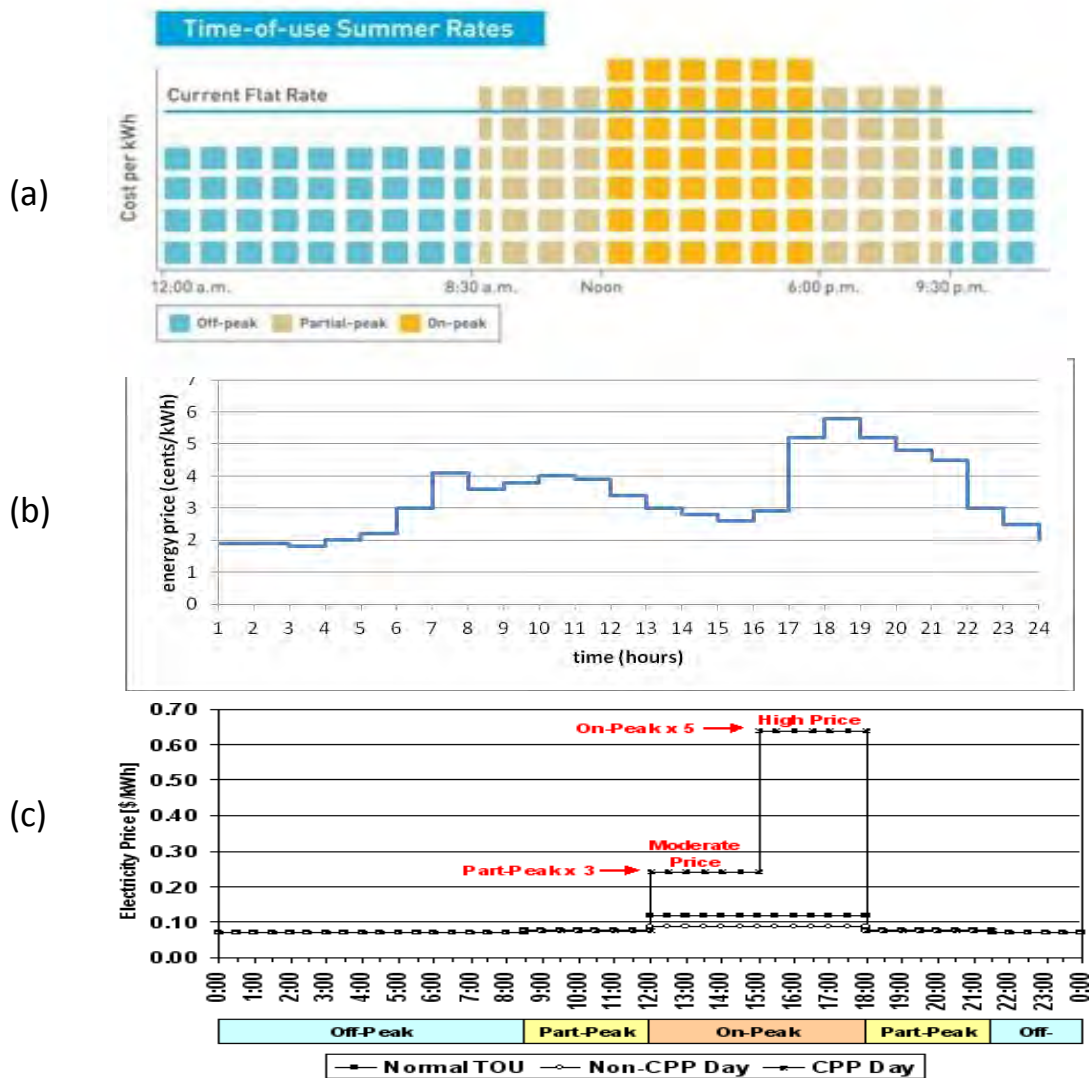 (a)
Time-of-use Summer Rates
Current Flat Rate
Cost per kWh
12:00 a.m. 8:30 a.m. Noon 6:00 p.m. 9:30 p.m.
Off-peak Partial-peak On-peak
(b)
energy price (cents/kWh)
7
6
5
4
3
2
1
0
1 2 3 4 5 6 7 8 9 10 11 12 13 14 15 16 17 18 19 20 21 22 23 24
time (hours)
(c)
Electricity Price [$/kWh]
0.70
0.60
0.50
0.40
0.30
0.20
0.10
0.00
On-Peak x 5
High Price
Moderate
Price
Part-Peak x 3
0:00 1:00 2:00 3:00 4:00 5:00 6:00 7:00 8:00 9:00 10:00 11:00 12:00 13:00 14:00 15:00 16:00 17:00 18:00 19:00 20:00 21:00 22:00 23:00 0:00
Off-Peak Part-Peak On-Peak Part-Peak Off-
Normal TOU Non-CPP Day CPP Day